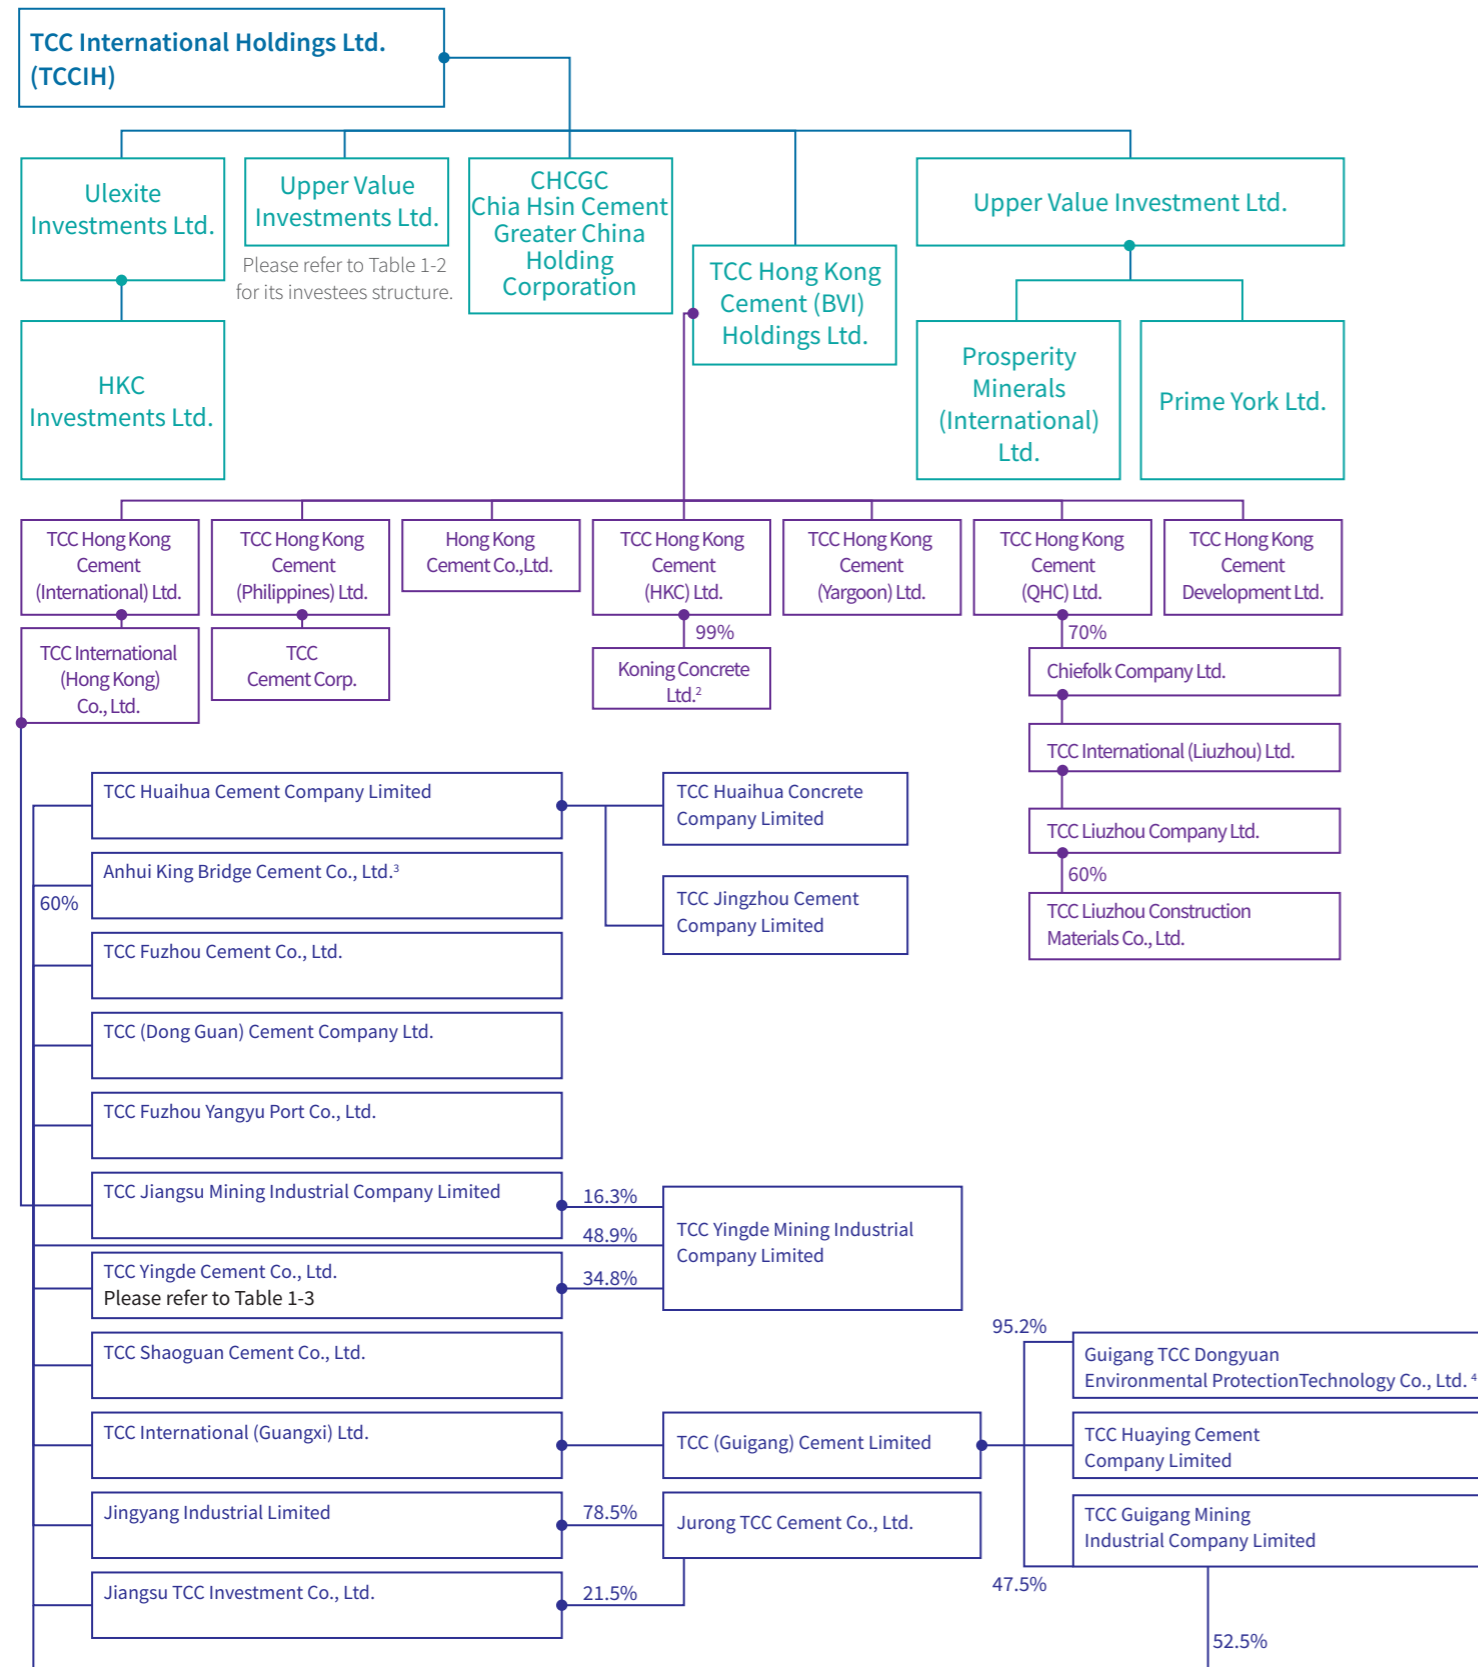 TCC International Holdings Ltd.
(TCCIH)
Ulexite
Investments Ltd.
Upper Value
Investments Ltd.
Please refer to Table 1-2
for its investees structure.
CHCGC
Chia Hsin Cement
Greater China
Holding
Corporation
TCC Hong Kong
Cement (BVI)
Holdings Ltd.
Upper Value Investment Ltd.
HKC
Investments Ltd.
Prosperity
Minerals
(International)
Ltd.
Prime York Ltd.
TCC Hong Kong
Cement
(International) Ltd.
TCC Hong Kong
Cement
(Philippines) Ltd.
Hong Kong
Cement Co.,Ltd.
TCC Hong Kong
Cement
(HKC) Ltd.
TCC Hong Kong
Cement
(Yargoon) Ltd.
TCC Hong Kong
Cement
(QHC) Ltd.
TCC Hong Kong
Cement
Development Ltd.
TCC International
(Hong Kong)
Co., Ltd.
TCC
Cement Corp.
99%
Koning Concrete
Ltd.2
70%
Chiefolk Company Ltd.
TCC International (Liuzhou) Ltd.
TCC Liuzhou Company Ltd.
60%
TCC Liuzhou Construction
Materials Co., Ltd.
TCC Huaihua Cement Company Limited
TCC Huaihua Concrete
Company Limited
TCC Jingzhou Cement
Company Limited
60%
Anhui King Bridge Cement Co., Ltd.3
TCC Fuzhou Cement Co., Ltd.
TCC (Dong Guan) Cement Company Ltd.
TCC Fuzhou Yangyu Port Co., Ltd.
TCC Jiangsu Mining Industrial Company Limited
16.3%
48.9%
34.8%
TCC Yingde Mining Industrial
Company Limited
TCC Yingde Cement Co., Ltd.
Please refer to Table 1-3
TCC Shaoguan Cement Co., Ltd.
TCC International (Guangxi) Ltd.
TCC (Guigang) Cement Limited
95.2%
Guigang TCC Dongyuan
Environmental ProtectionTechnology Co., Ltd. 4
TCC Huaying Cement
Company Limited
TCC Guigang Mining
Industrial Company Limited
47.5%
52.5%
Jingyang Industrial Limited
78.5%
Jurong TCC Cement Co., Ltd.
Jiangsu TCC Investment Co., Ltd.
21.5%